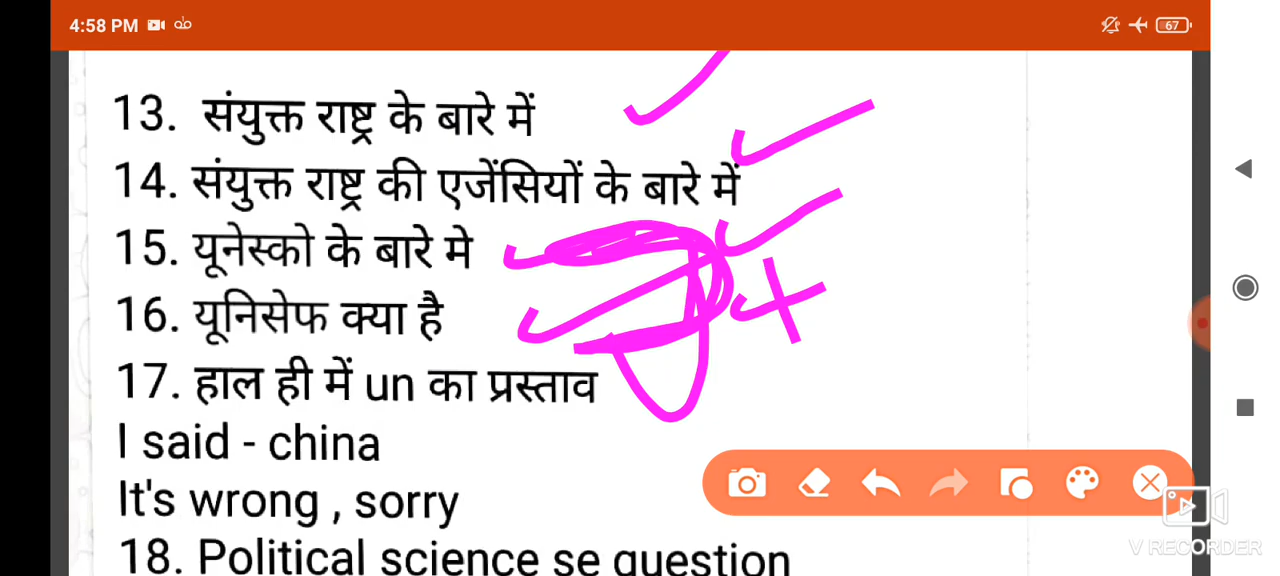 4:58 PM
67
13. संयुक्त राष्ट्र के बारे में
14. संयुक्त राष्ट्र की एजेंसियों के बारे में
15. यूनेस्को के बारे मे
16. यूनिसेफ क्या है
17. हाल ही में un का प्रस्ताव
I said - china
It's wrong , sorry
18. Political science se question
V RECORDER